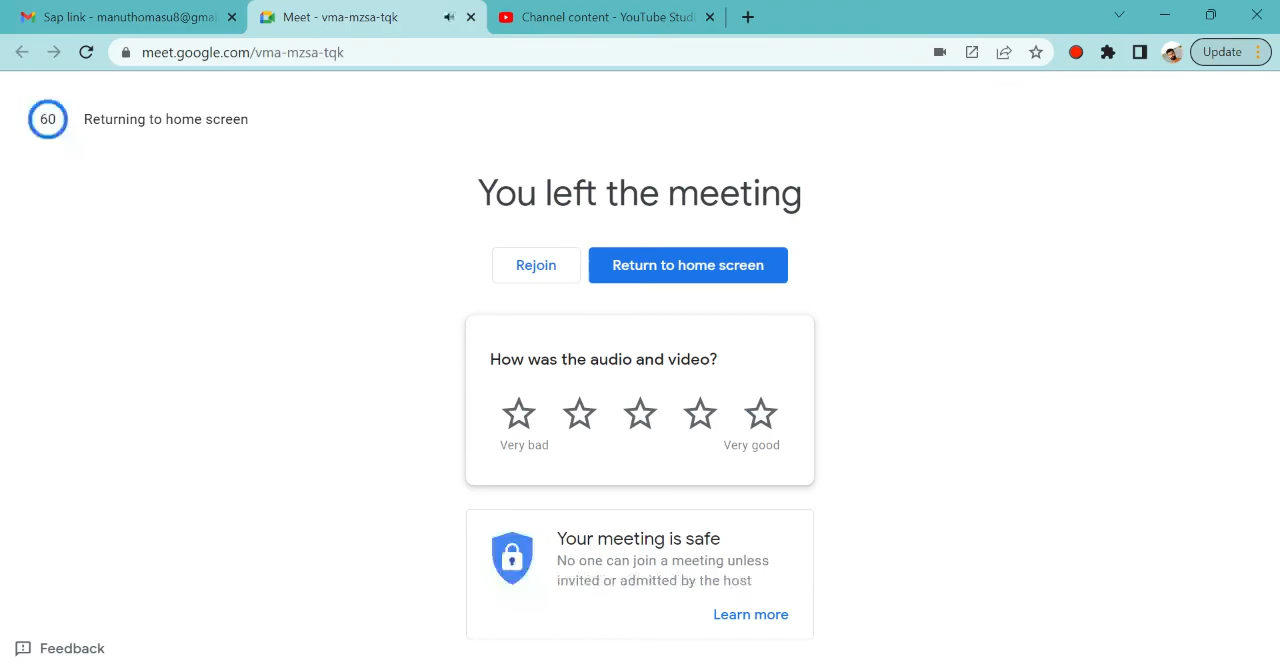 Sap link - manuthomasu8@gmai
Meet - vma-mzsa-tqk
Channel content - YouTube Studi
meet.google.com/vma-mzsa-tqk
Update
60
Returning to home screen
You left the meeting
Rejoin
Return to home screen
How was the audio and video?
Very bad
Very good
Your meeting is safe
No one can join a meeting unless
invited or admitted by the host
Learn more
Feedback